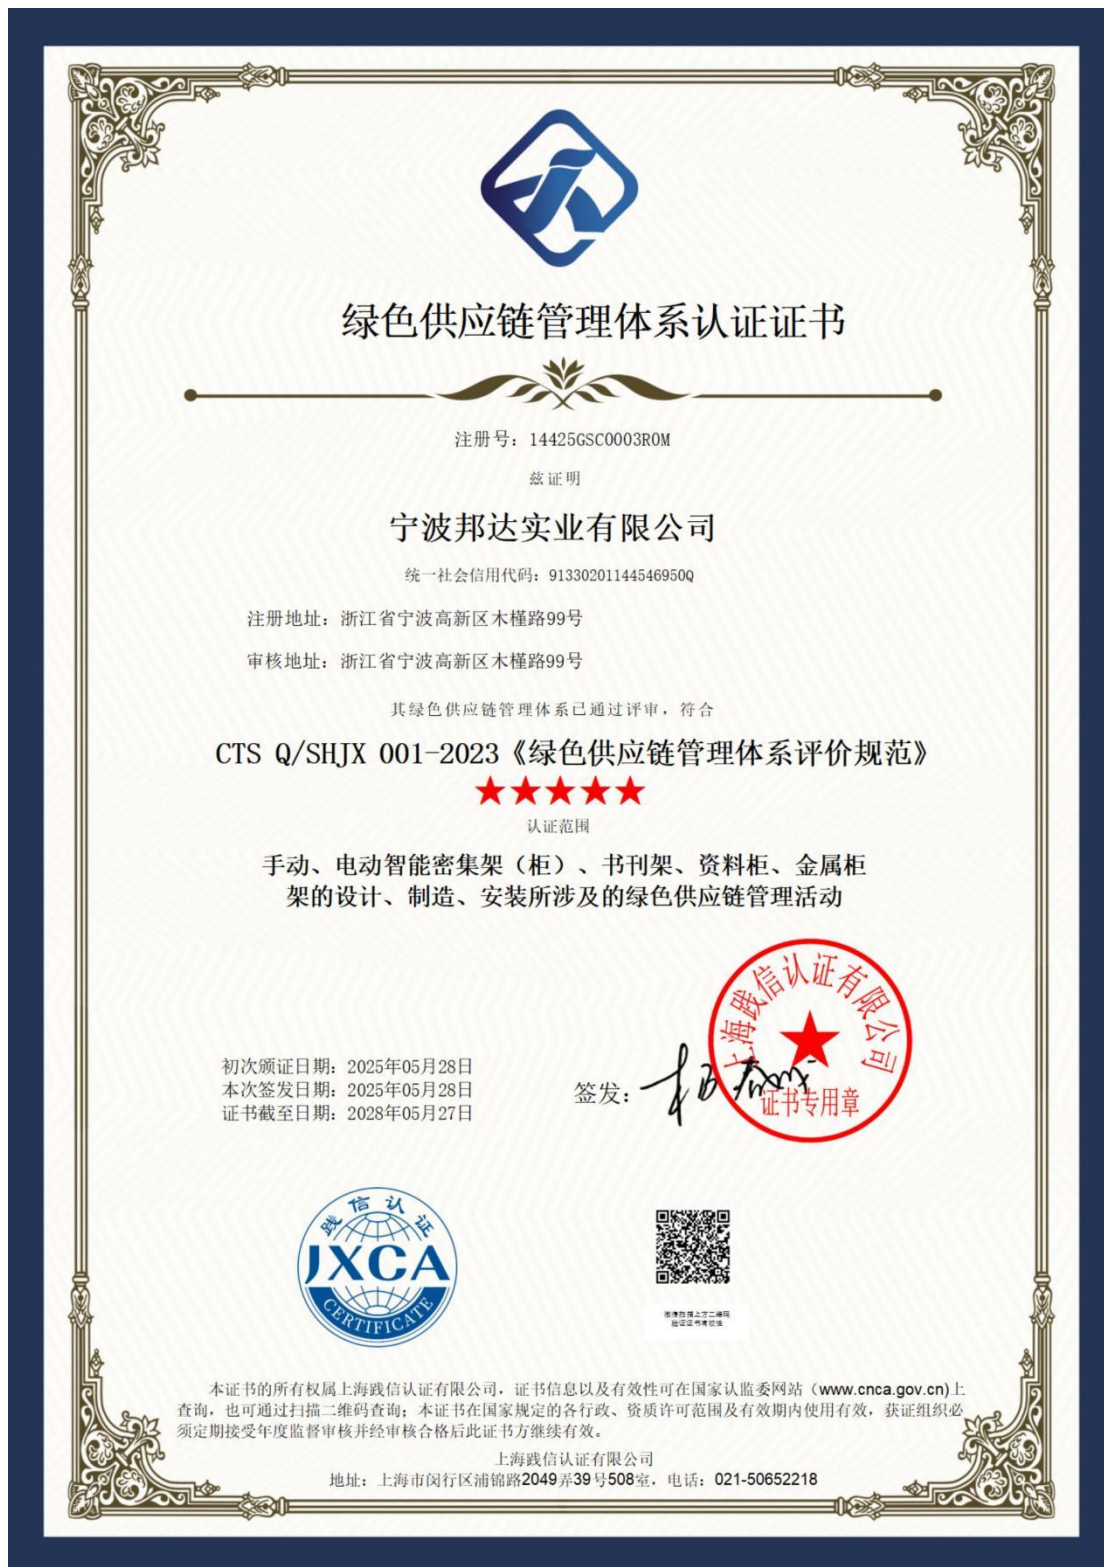 绿色供应链管理体系认证证书
注册号：14425GSC0003R0M
兹证明
宁波邦达实业有限公司
统一社会信用代码：91330201144546950Q
注册地址：浙江省宁波高新区木槿路99号
审核地址：浙江省宁波高新区木槿路99号
其绿色供应链管理体系已通过评审，符合
CTS Q/SHJX 001-2023《绿色供应链管理体系评价规范》
★★★★★
认证范围
手动、电动智能密集架（柜）、书刊架、资料柜、金属柜
架的设计、制造、安装所涉及的绿色供应链管理活动
初次颁证日期：2025年05月28日
本次签发日期：2025年05月28日
证书截至日期：2028年05月27日
签发：
上海践信认证有限公司
证书专用章
践信认证
JXCA
CERTIFICATE
微信扫描上方二维码
验证证书有效性
本证书的所有权属上海践信认证有限公司，证书信息以及有效性可在国家认监委网站（www.cnca.gov.cn)上
查询，也可通过扫描二维码查询；本证书在国家规定的各行政、资质许可范围及有效期内使用有效，获证组织必
须定期接受年度监督审核并经审核合格后此证书方继续有效。
上海践信认证有限公司
地址：上海市闵行区浦锦路2049弄39号508室，电话：021-50652218